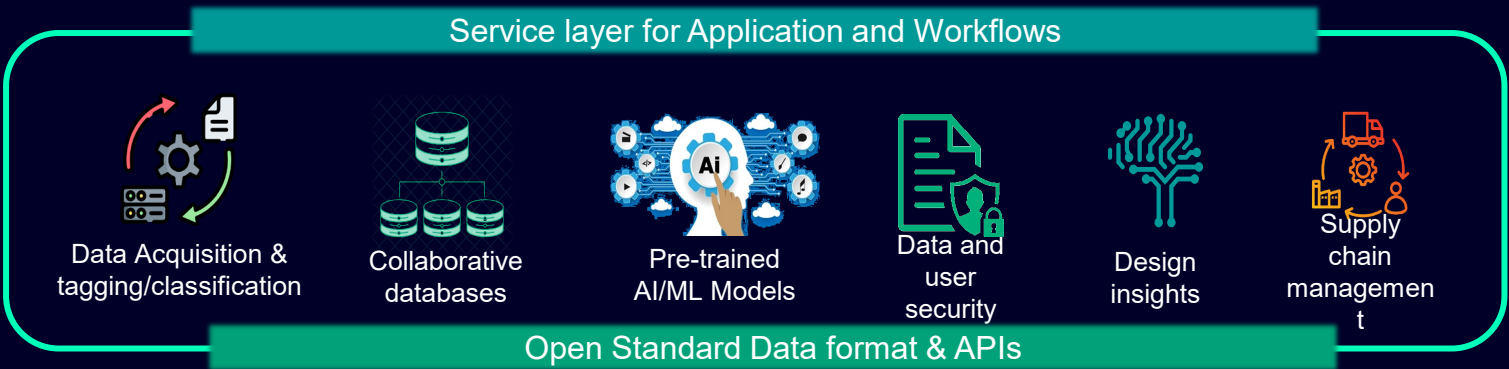 Service layer for Application and Workflows
Ai
</>
Data Acquisition &
tagging/classification
Collaborative
databases
Pre-trained
AI/ML Models
Data and
user
security
Design
insights
Supply
chain
managemen
t
Open Standard Data format & APIs